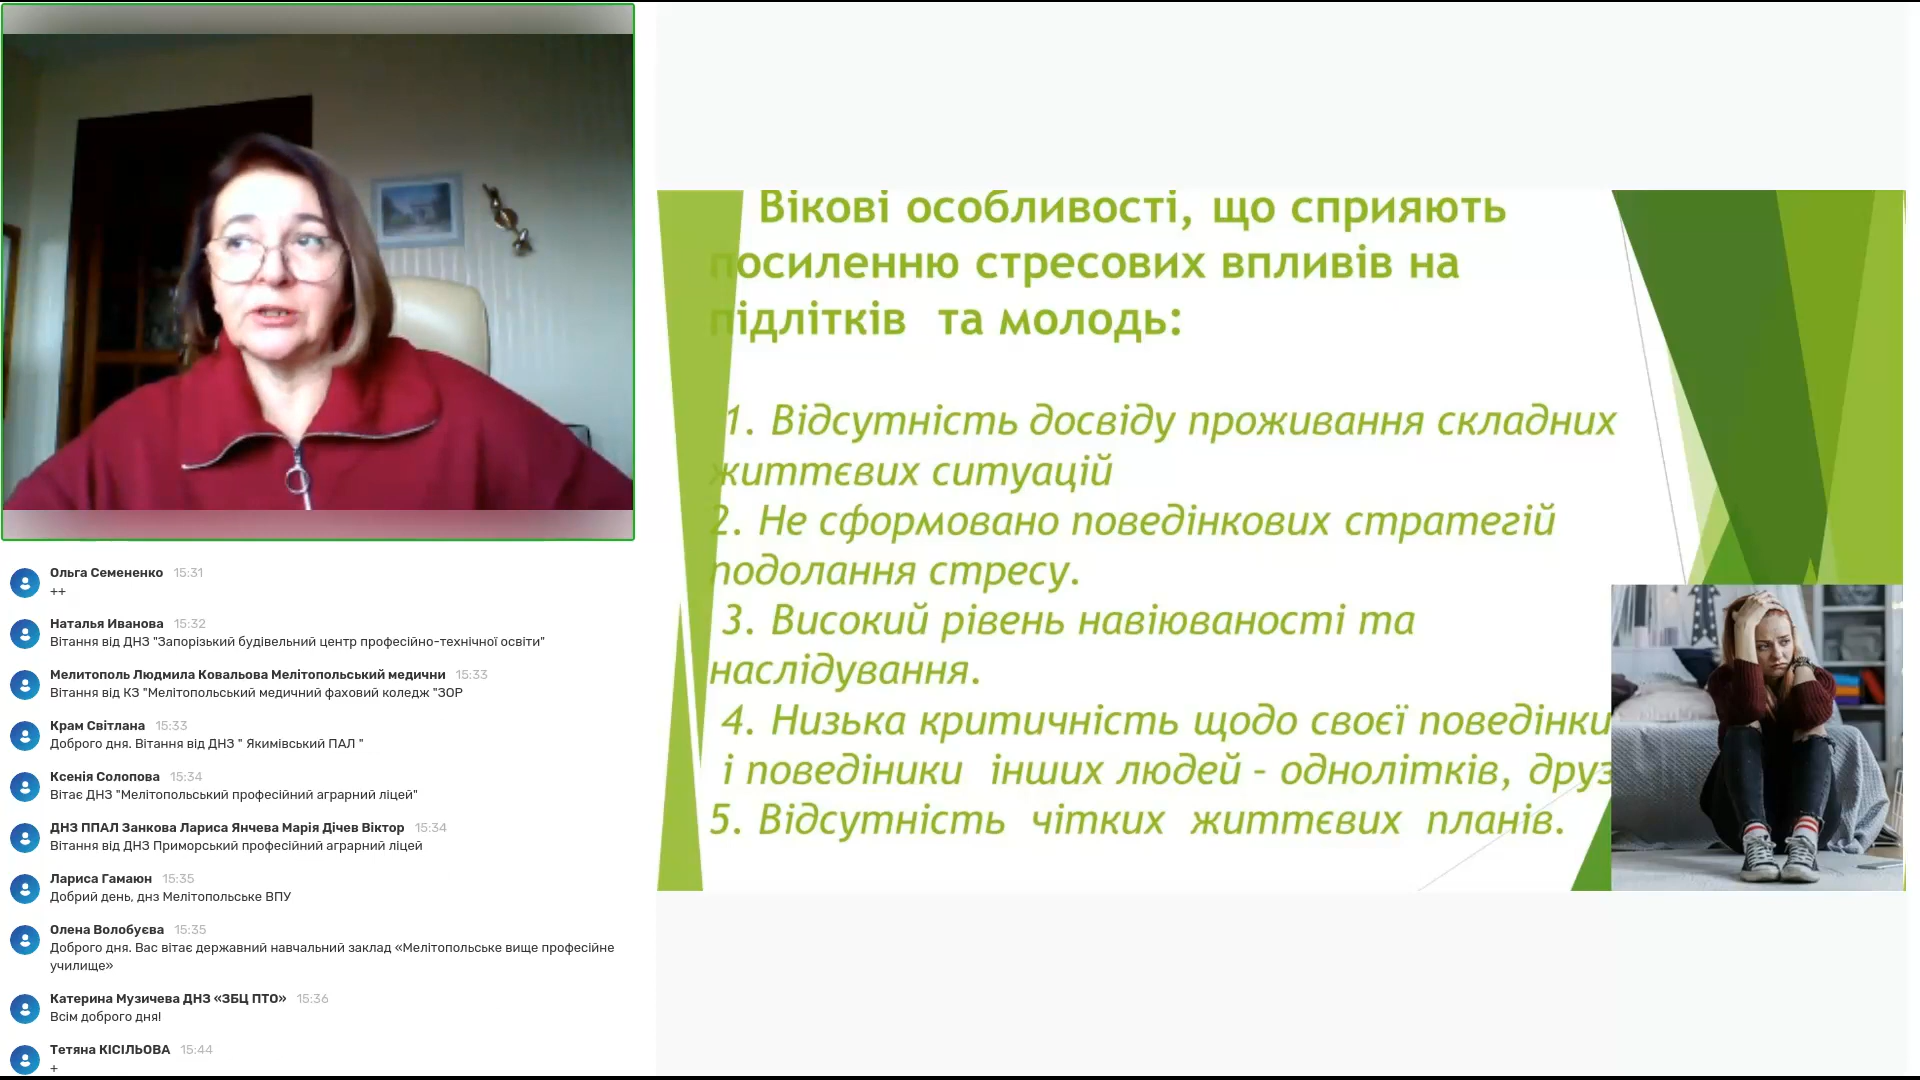 Ольга Семененко 15:31
++
Наталья Иванова 15:32
Вітання від ДНЗ "Запорізький будівельний центр професійно-технічної освіти"
Мелитополь Людмила Ковальова Мелітопольський медични 15:33
Вітання від КЗ "Мелітопольський медичний фаховий коледж "ЗОР
Крам Світлана 15:33
Доброго дня. Вітання від ДНЗ " Якимівський ПАЛ "
Ксенія Солопова 15:34
Вітає ДНЗ "Мелітопольський професійний аграрний ліцей"
ДНЗ ППАЛ Занкова Лариса Янчева Марія Дічев Віктор 15:34
Вітання від ДНЗ Приморський професійний аграрний ліцей
Лариса Гамаюн 15:35
Добрий день, днз Мелітопольське ВПУ
Олена Волобуєва 15:35
Доброго дня. Вас вітає державний навчальний заклад «Мелітопольське вище професійне
училище»
Катерина Музичева ДНЗ «ЗБЦ ПТО» 15:36
Всім доброго дня!
Тетяна КІСІЛЬОВА 15:44
+
Вікові особливості, що сприяють
посиленню стресових впливів на
підлітків та молодь:
1. Відсутність досвіду проживання складних
життєвих ситуацій
2. Не сформовано поведінкових стратегій
подолання стресу.
3. Високий рівень навіюваності та
наслідування.
4. Низька критичність щодо своєї поведінки
і поведіники інших людей – однолітків, друз
5. Відсутність чітких життєвих планів.